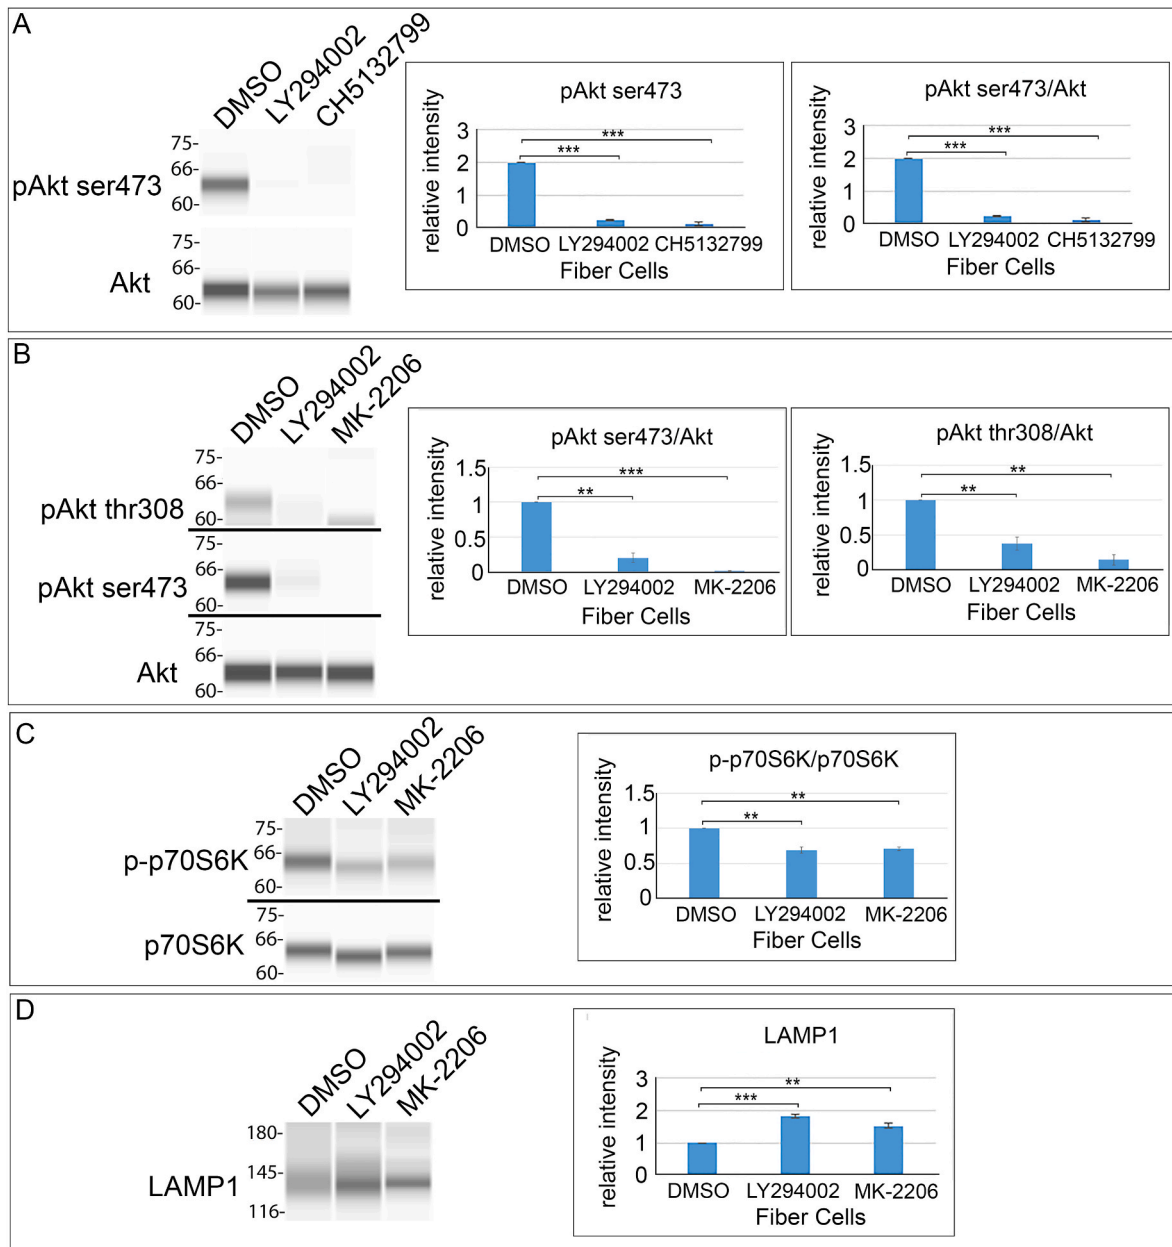 A
DMSO
LY294002
CH5132799
75-
66-
60-
pAkt ser473
66-
60-
Akt
pAkt ser473
relative intensity
3
2
1
0
***
***
DMSO LY294002 CH5132799
Fiber Cells
pAkt ser473/Akt
relative intensity
3
2
1
0
***
***
DMSO LY294002 CH5132799
Fiber Cells
B
DMSO
LY294002
MK-2206
75-
66-
60-
pAkt thr308
75-
66-
60-
pAkt ser473
75-
66-
60-
Akt
pAkt ser473/Akt
relative intensity
1.5
1
0.5
0
***
**
DMSO LY294002 MK-2206
Fiber Cells
pAkt thr308/Akt
relative intensity
1.5
1
0.5
0
**
**
DMSO LY294002 MK-2206
Fiber Cells
C
DMSO
LY294002
MK-2206
75-
66-
60-
p-p70S6K
75-
66-
60-
p70S6K
p-p70S6K/p70S6K
relative intensity
1.5
1
0.5
0
**
**
DMSO LY294002 MK-2206
Fiber Cells
D
DMSO
LY294002
MK-2206
180-
145-
116-
LAMP1
LAMP1
relative intensity
3
2
1
0
**
***
DMSO LY294002 MK-2206
Fiber Cells